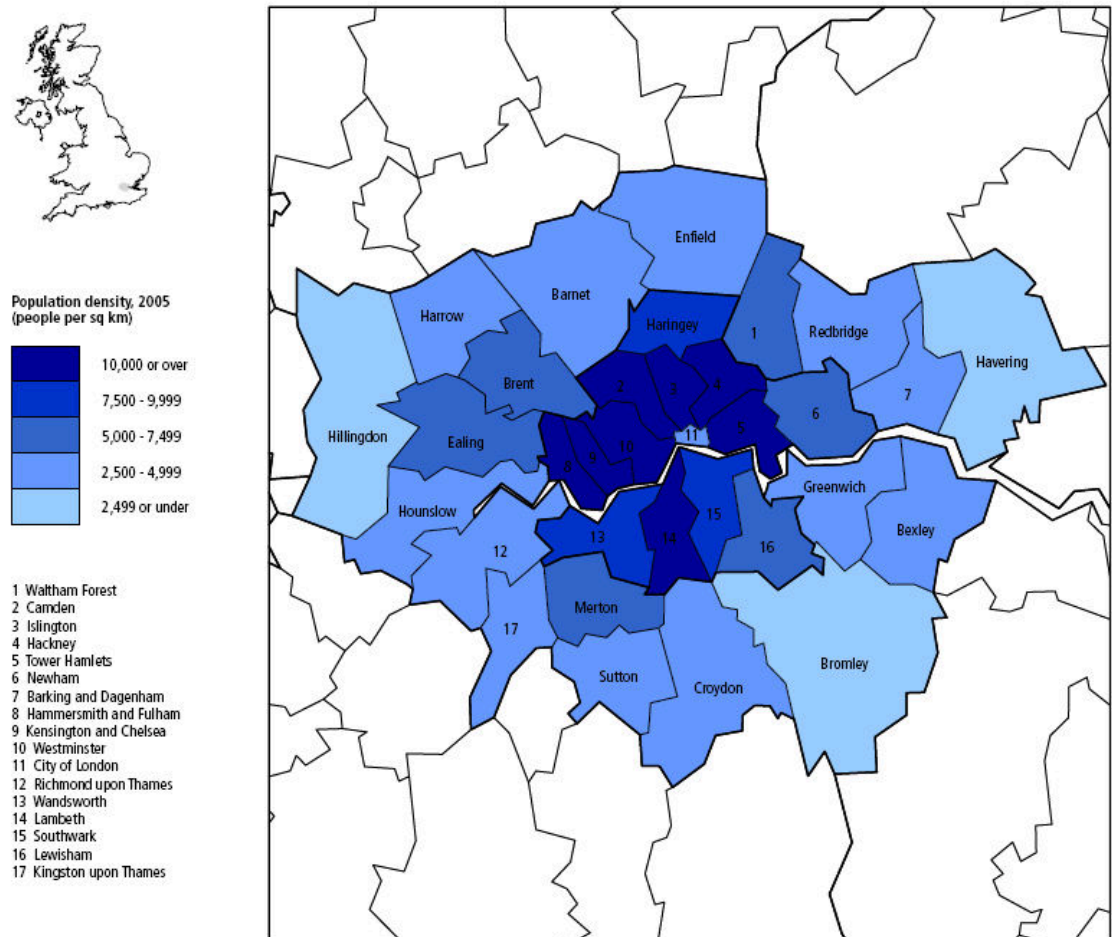 Population density, 2005
(people per sq km)
10,000 or over
7,500 - 9,999
5,000 - 7,499
2,500 - 4,999
2,499 or under
1 Waltham Forest
2 Camden
3 Islington
4 Hackney
5 Tower Hamlets
6 Newham
7 Barking and Dagenham
8 Hammersmith and Fulham
9 Kensington and Chelsea
10 Westminster
11 City of London
12 Richmond upon Thames
13 Wandsworth
14 Lambeth
15 Southwark
16 Lewisham
17 Kingston upon Thames
Enfield
Barnet
Harrow
Haringey
1
Redbridge
Havering
Brent
2
3
4
7
6
Hillingdon
Ealing
10
11
5
9
8
Greenwich
Hounslow
15
Bexley
12
13
14
16
Merton
17
Bromley
Sutton
Croydon